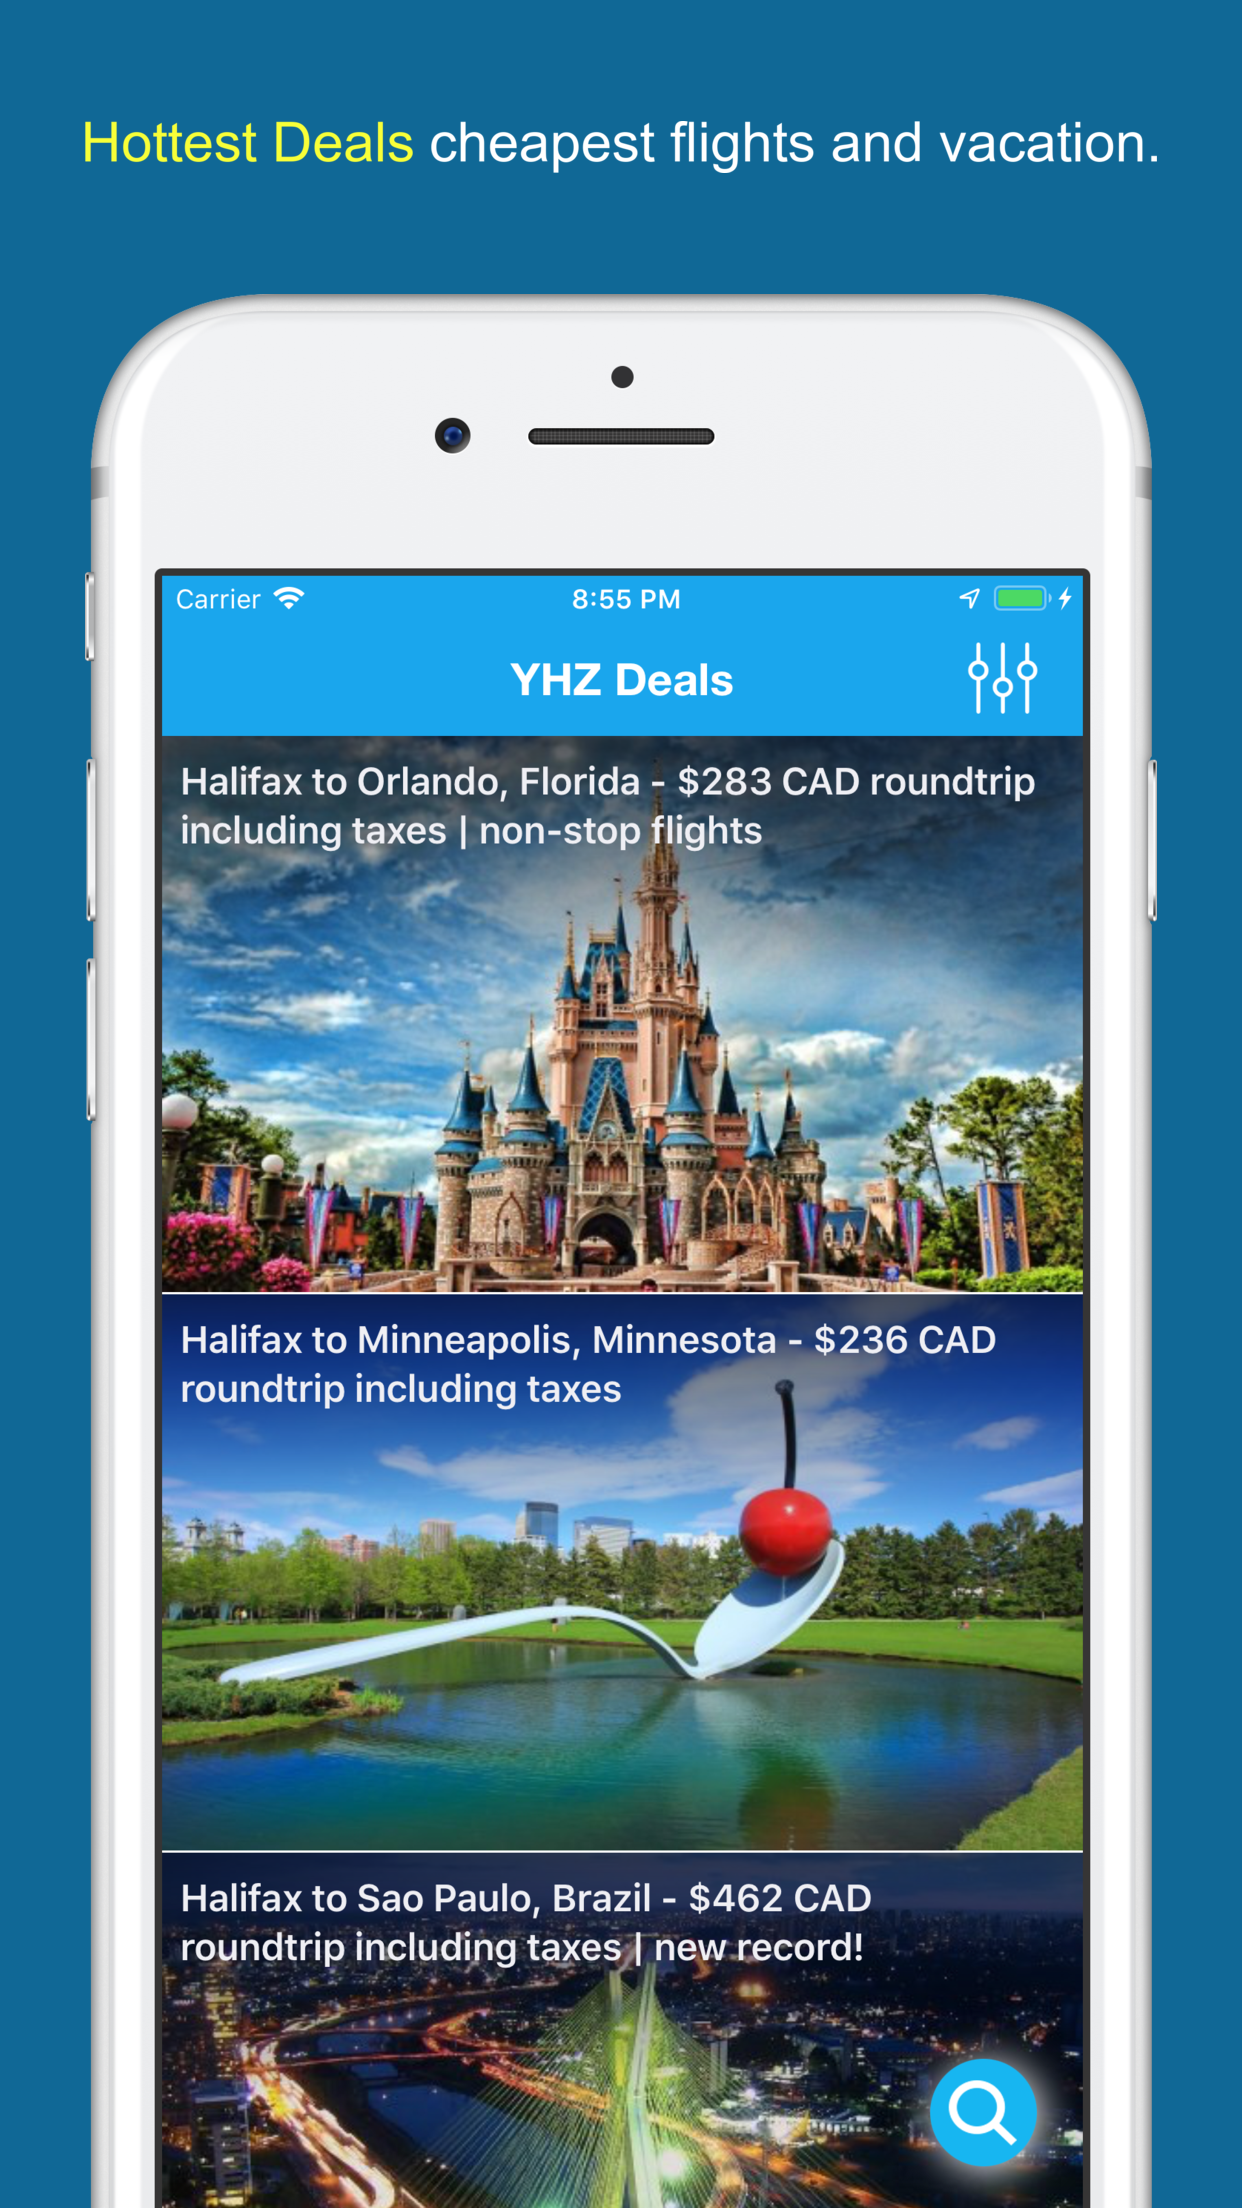 Hottest Deals cheapest flights and vacation.
Carrier 8:55 PM
YHZ Deals
Halifax to Orlando, Florida - $283 CAD roundtrip
including taxes | non-stop flights
Halifax to Minneapolis, Minnesota - $236 CAD
roundtrip including taxes
Halifax to Sao Paulo, Brazil - $462 CAD
roundtrip including taxes | new record!